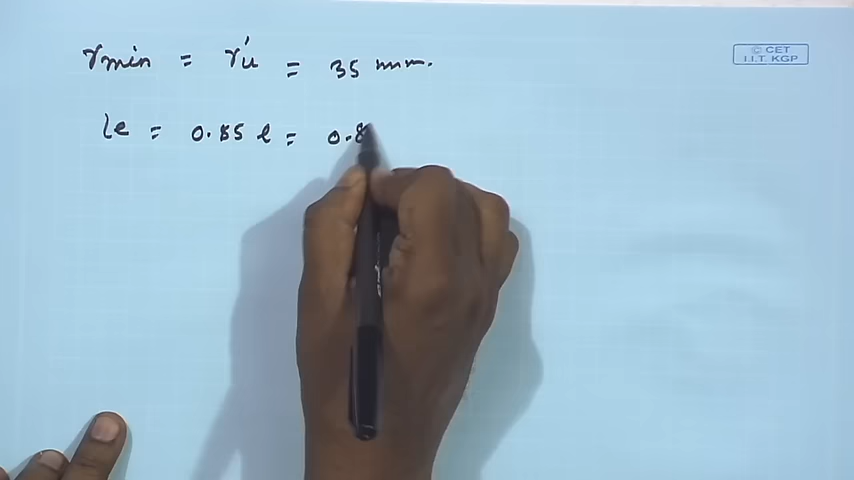 rmin = r'u = 35 mm.
© CET
I.I.T. KGP
le = 0.85 l = 0.8